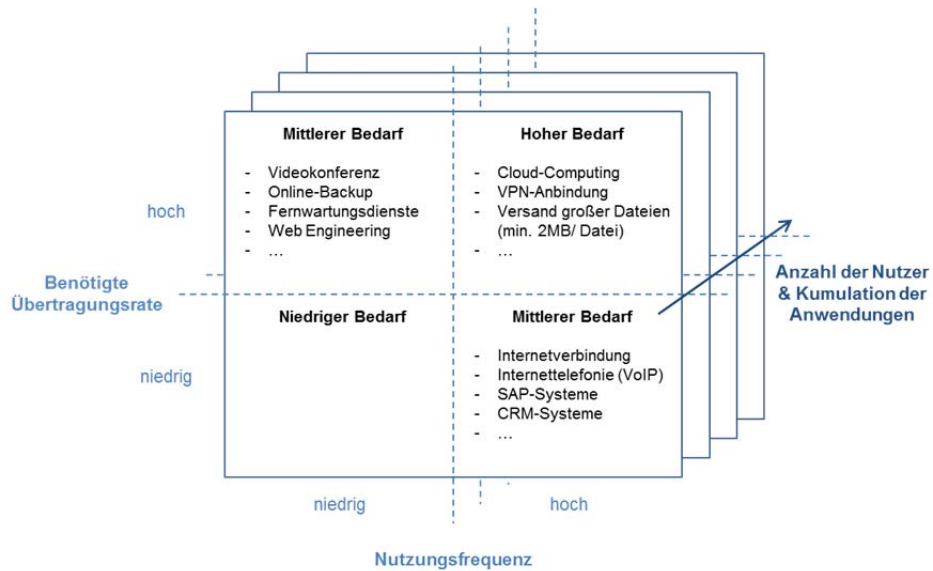 Mittlerer Bedarf
- Videokonferenz
- Online-Backup
- Fernwartungsdienste
- Web Engineering
- ...
Hoher Bedarf
- Cloud-Computing
- VPN-Anbindung
- Versand großer Dateien
(min. 2MB/ Datei)
- ...
hoch
Benötigte
Übertragungsrate
Anzahl der Nutzer
& Kumulation der
Anwendungen
Niedriger Bedarf
Mittlerer Bedarf
- Internetverbindung
- Internettelefonie (VoIP)
- SAP-Systeme
- CRM-Systeme
- ...
niedrig
niedrig
hoch
Nutzungsfrequenz